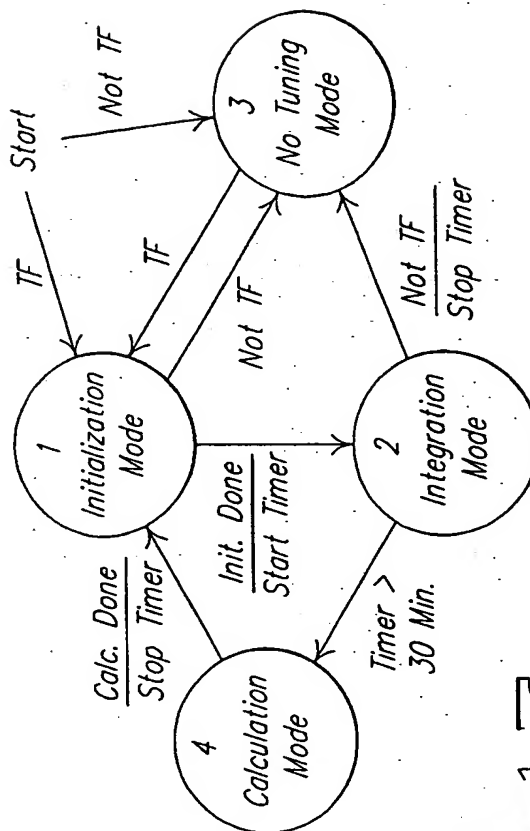 Start
TF
Not TF
1
Initialization
Mode
3
No Tuning
Mode
TF
Not TF
Calc. Done
Stop Timer
Init. Done
Start Timer
Not TF
Stop Timer
4
Calculation
Mode
2
Integration
Mode
Timer >
30 Min.